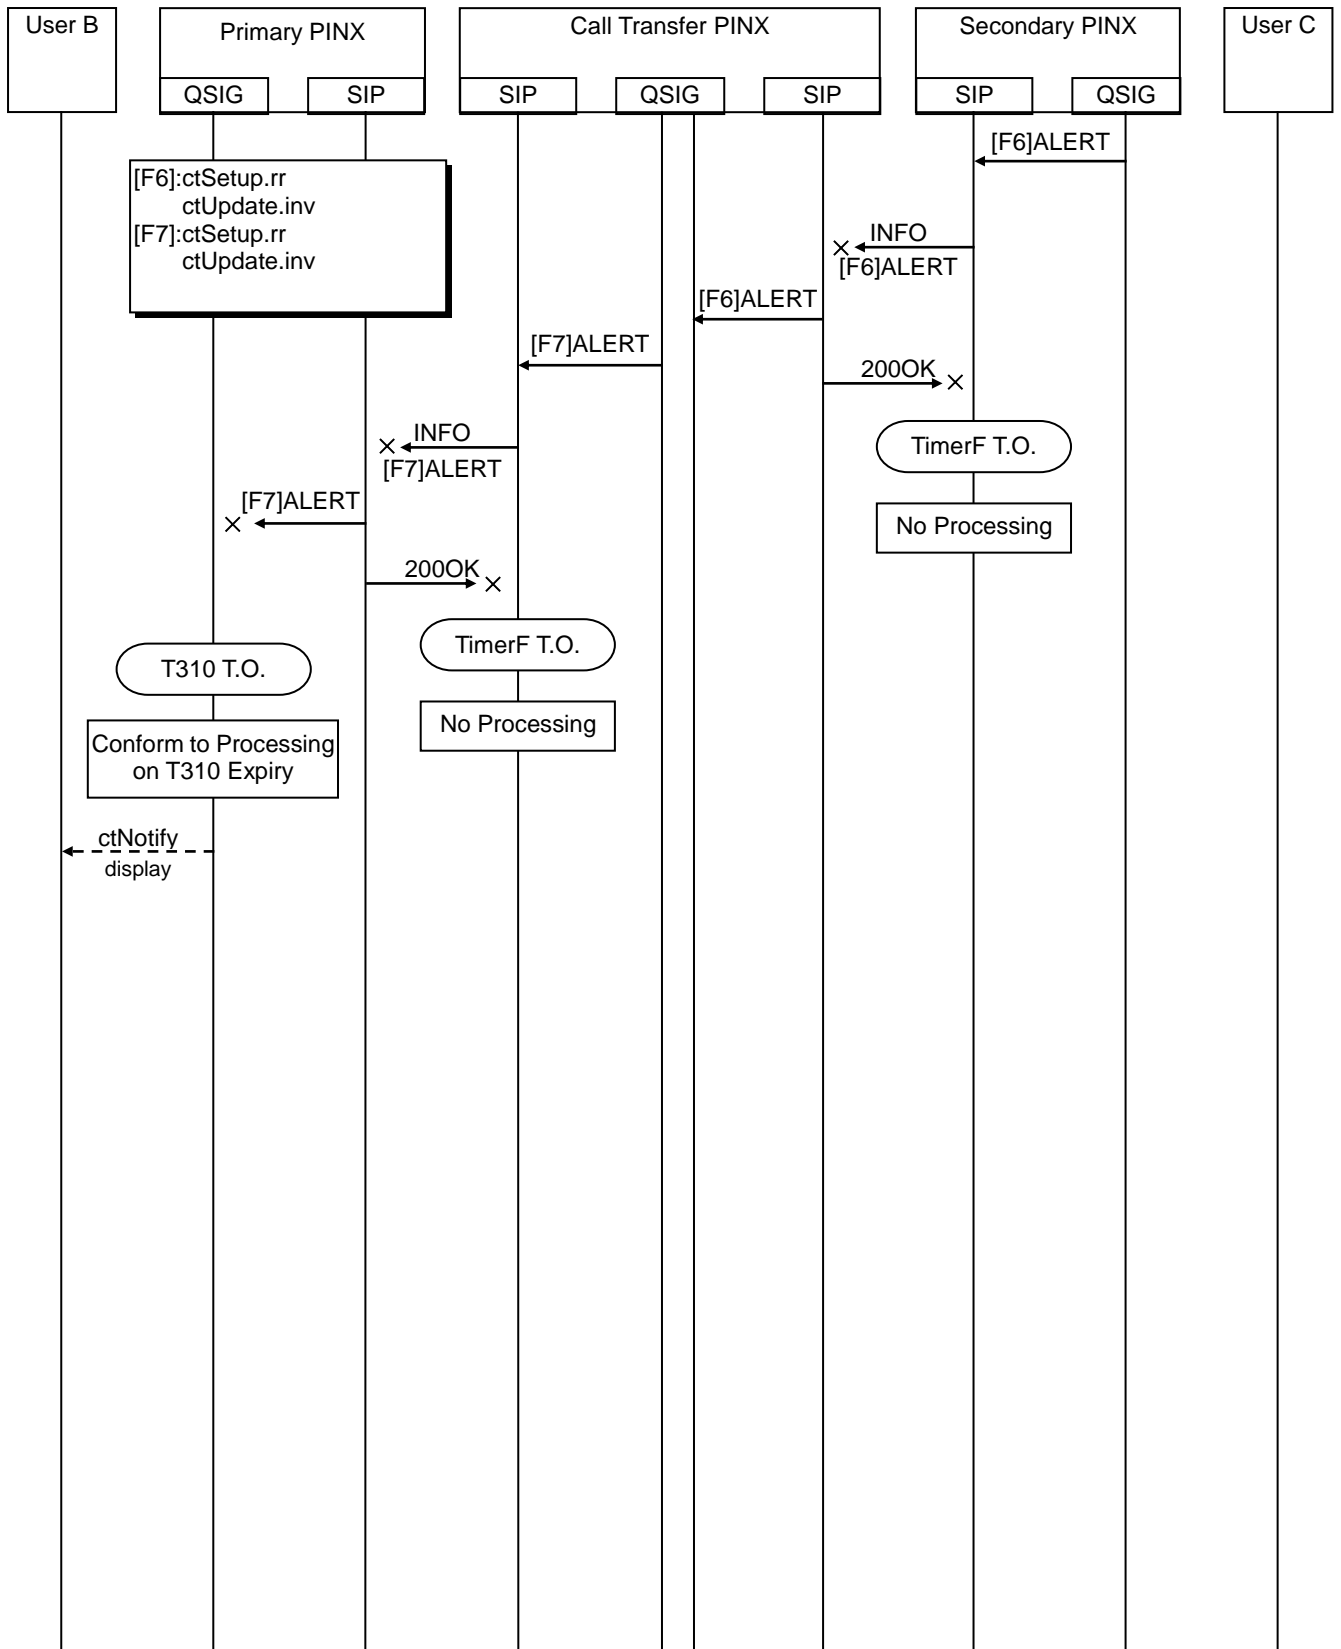 User B
Primary PINX
Call Transfer PINX
Secondary PINX
User C
QSIG
SIP
SIP
QSIG
SIP
SIP
QSIG
[F6]ALERT
[F6]:ctSetup.rr
ctUpdate.inv
[F7]:ctSetup.rr
ctUpdate.inv
INFO
[F6]ALERT
[F6]ALERT
[F7]ALERT
200OK
INFO
[F7]ALERT
TimerF T.O.
[F7]ALERT
No Processing
200OK
TimerF T.O.
T310 T.O.
No Processing
Conform to Processing
on T310 Expiry
ctNotify
display